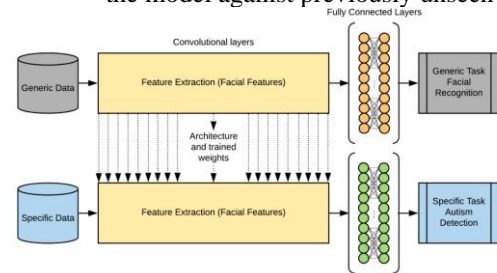 the model against previously unseen
Fully Connected Layers
Convolutional layers
Generic Data
Feature Extraction (Facial Features)
Generic Task
Facial
Recognition
Architecture
and trained
weights
Specific Data
Feature Extraction (Facial Features)
Specific Task
Autism
Detection